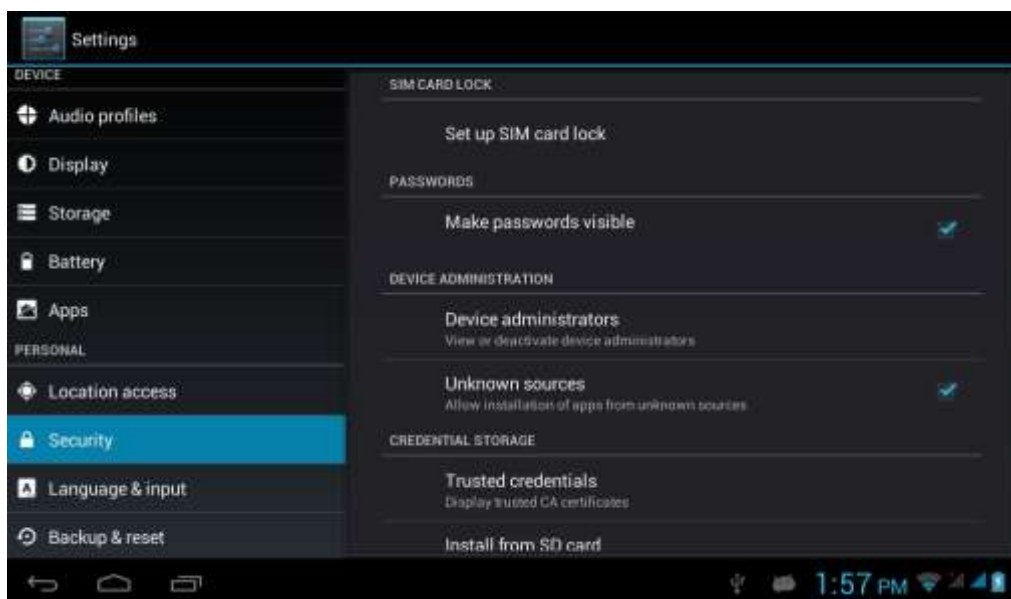 Settings
DEVICE
Audio profiles
Display
Storage
Battery
Apps
PERSONAL
Location access
Security
Language & input
Backup & reset
SIM CARD LOCK
Set up SIM card lock
PASSWORDS
Make passwords visible
DEVICE ADMINISTRATION
Device administrators
View or deactivate device administrators
Unknown sources
Allow installation of apps from unknown sources
CREDENTIAL STORAGE
Trusted credentials
Display trusted CA certificates
Install from SD card
1:57 PM